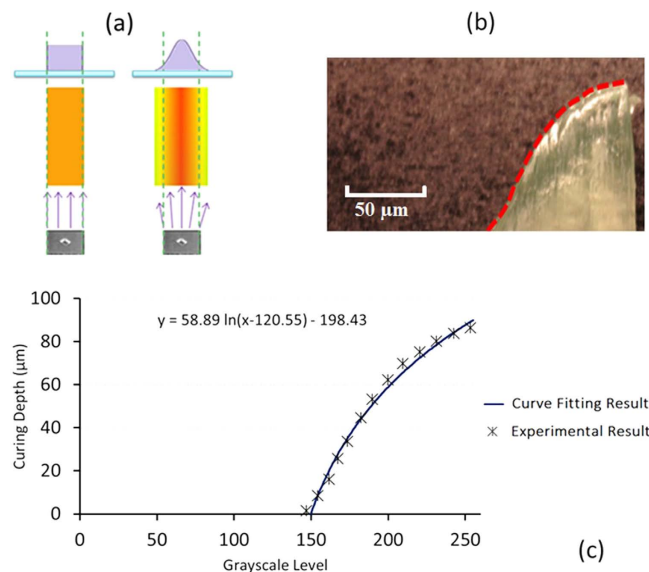 (a)
(b)
50 µm
100
80
60
40
20
0
Curing Depth (µm)
y = 58.89 ln(x-120.55) - 198.43
Curve Fitting Result
Experimental Result
0
50
100
150
200
250
Grayscale Level
(c)